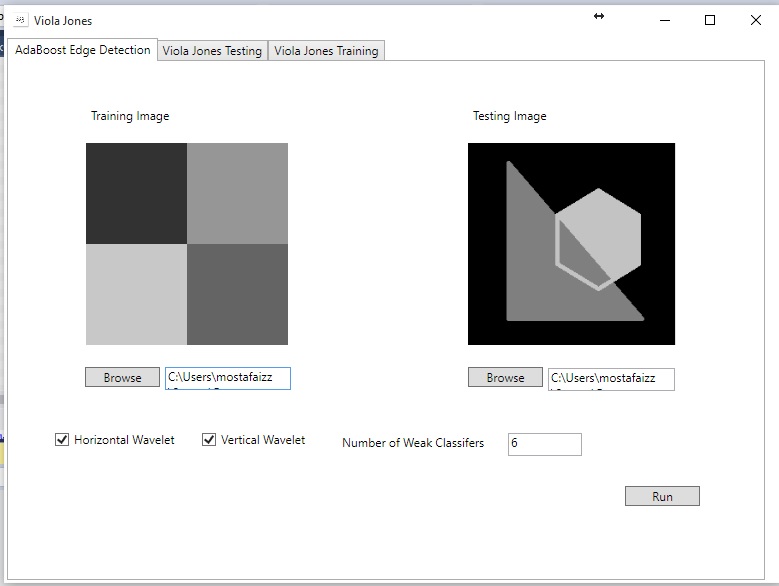 Viola Jones
AdaBoost Edge Detection
Viola Jones Testing
Viola Jones Training
Training Image
Testing Image
Browse
C:\Users\mostafaizz
Browse
C:\Users\mostafaizz
Horizontal Wavelet
Vertical Wavelet
Number of Weak Classifers
6
Run